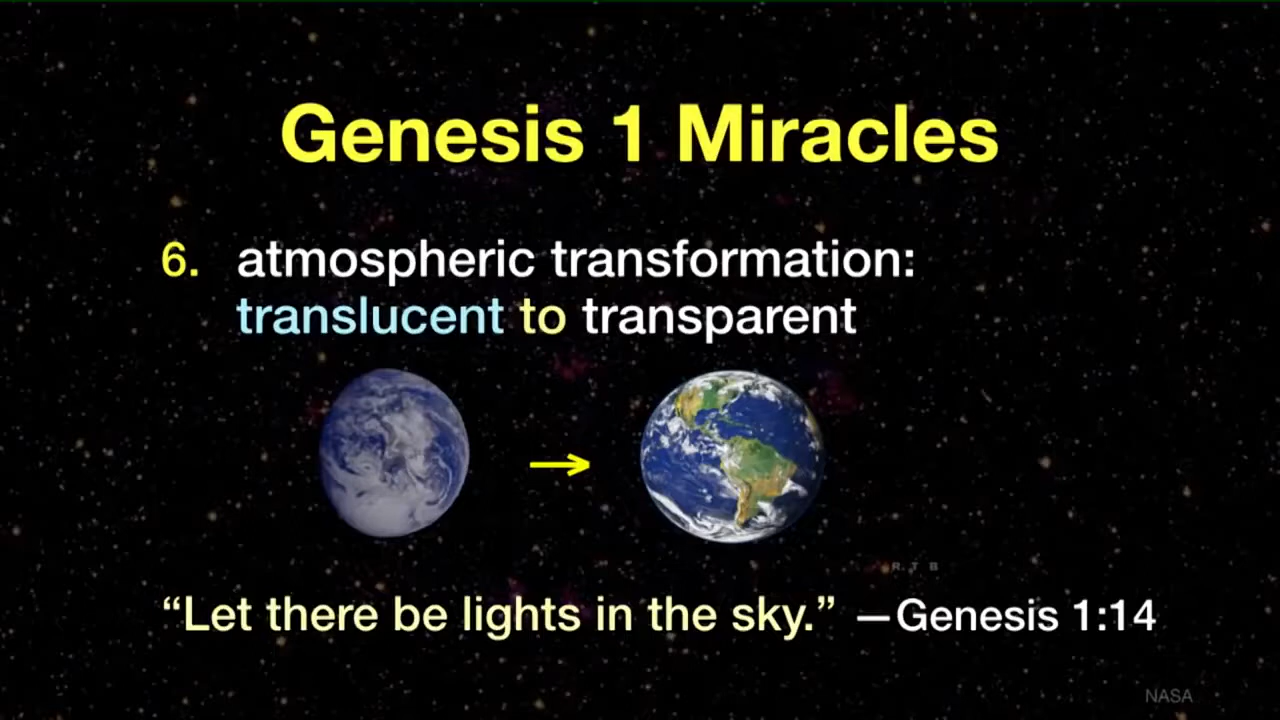 Genesis 1 Miracles
6. atmospheric transformation:
translucent to transparent
R T B
“Let there be lights in the sky.” —Genesis 1:14
NASA